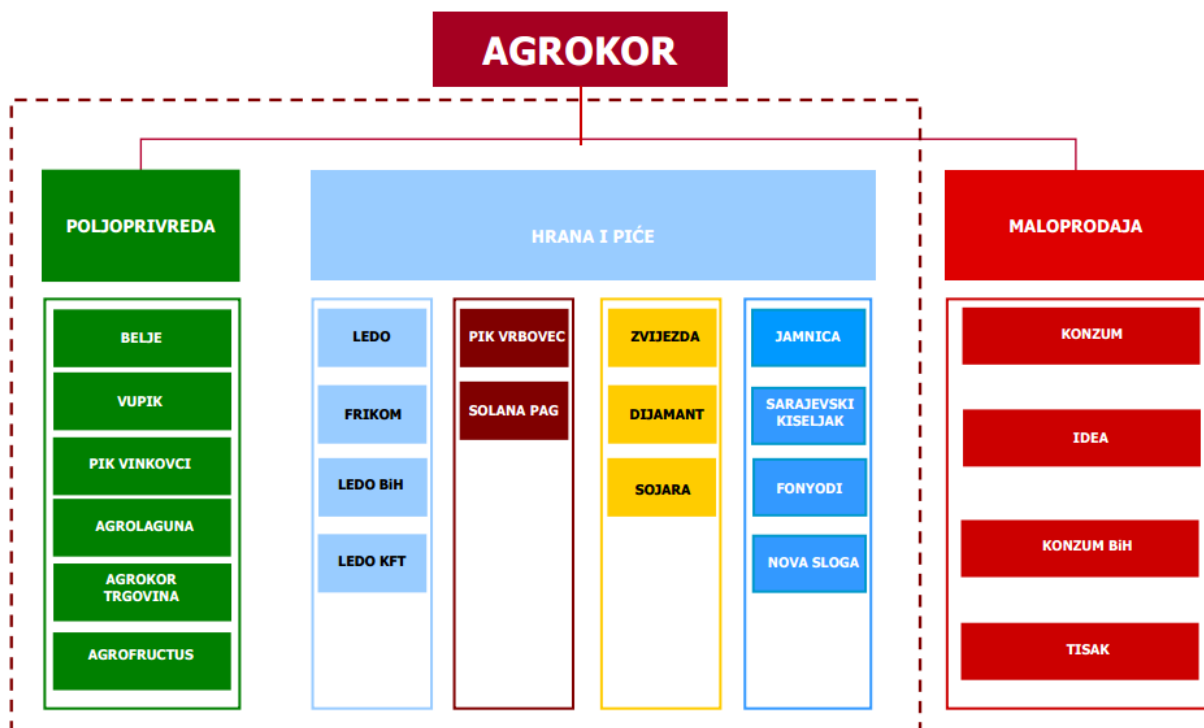 AGROKOR
POLJOPRIVREDA
HRANA I PIĆE
MALOPRODAJA
BELJE
VUPIK
PIK VINKOVCI
AGROLAGUNA
AGROKOR
TRGOVINA
AGROFRUCTUS
LEDO
FRIKOM
LEDO BiH
LEDO KFT
PIK VRBOVEC
SOLANA PAG
ZVIJEZDA
DIJAMANT
SOJARA
JAMNICA
SARAJEVSKI
KISELJAK
FONYODI
NOVA SLOGA
KONZUM
IDEA
KONZUM BiH
TISAK